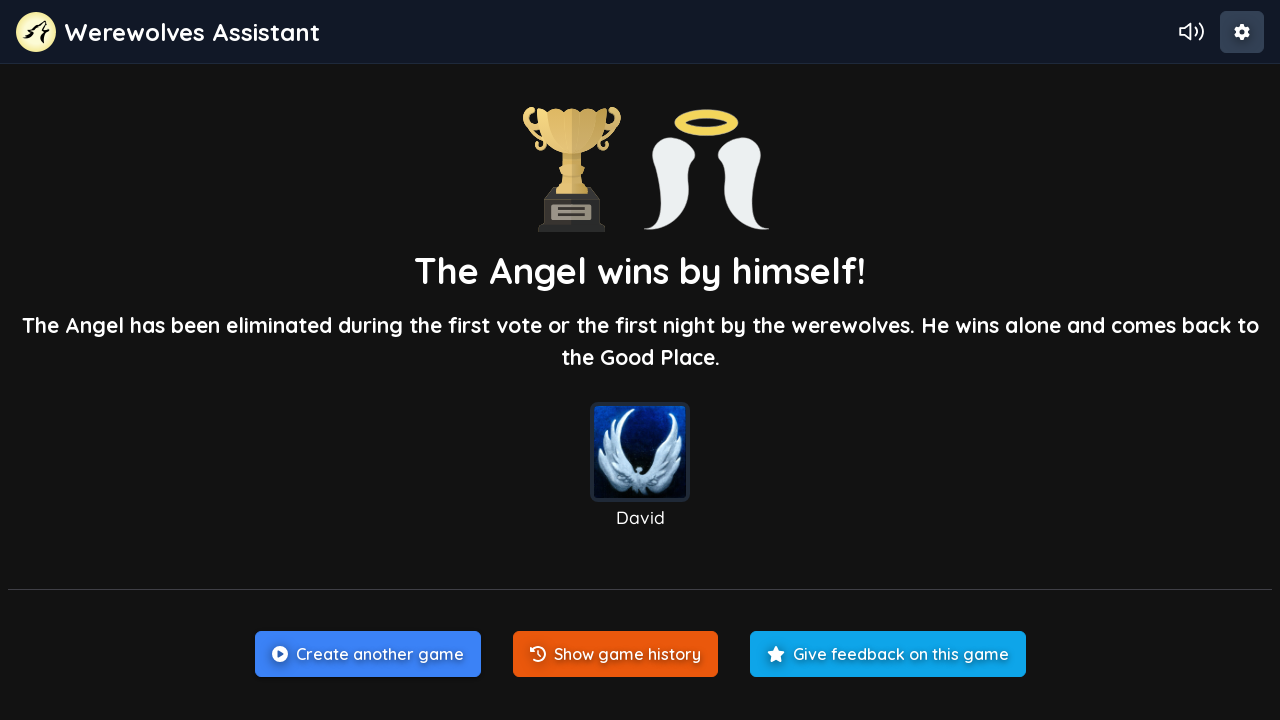 Werewolves Assistant
The Angel wins by himself!
The Angel has been eliminated during the first vote or the first night by the werewolves. He wins alone and comes back to
the Good Place.
David
Create another game
Show game history
Give feedback on this game